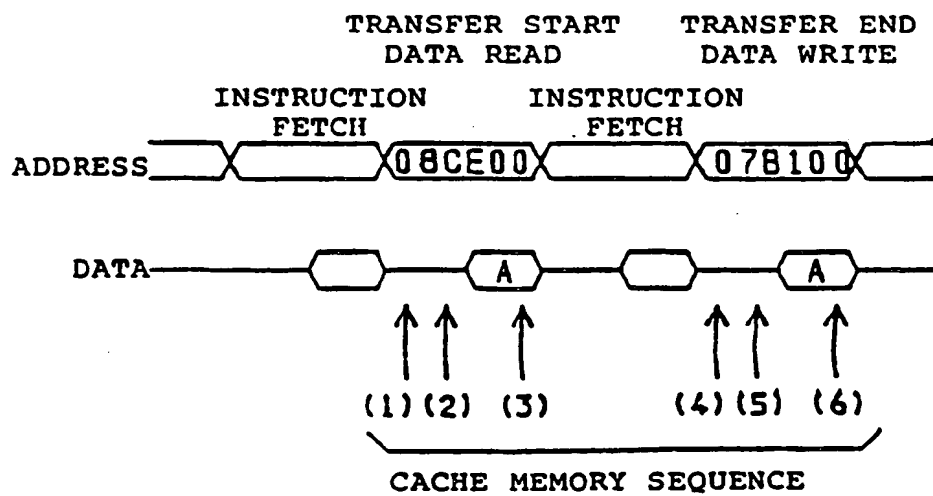 TRANSFER START TRANSFER END
DATA READ DATA WRITE
INSTRUCTION INSTRUCTION
FETCH FETCH
ADDRESS 08CE00 07B100
DATA A A
(1) (2) (3) (4) (5) (6)
CACHE MEMORY SEQUENCE